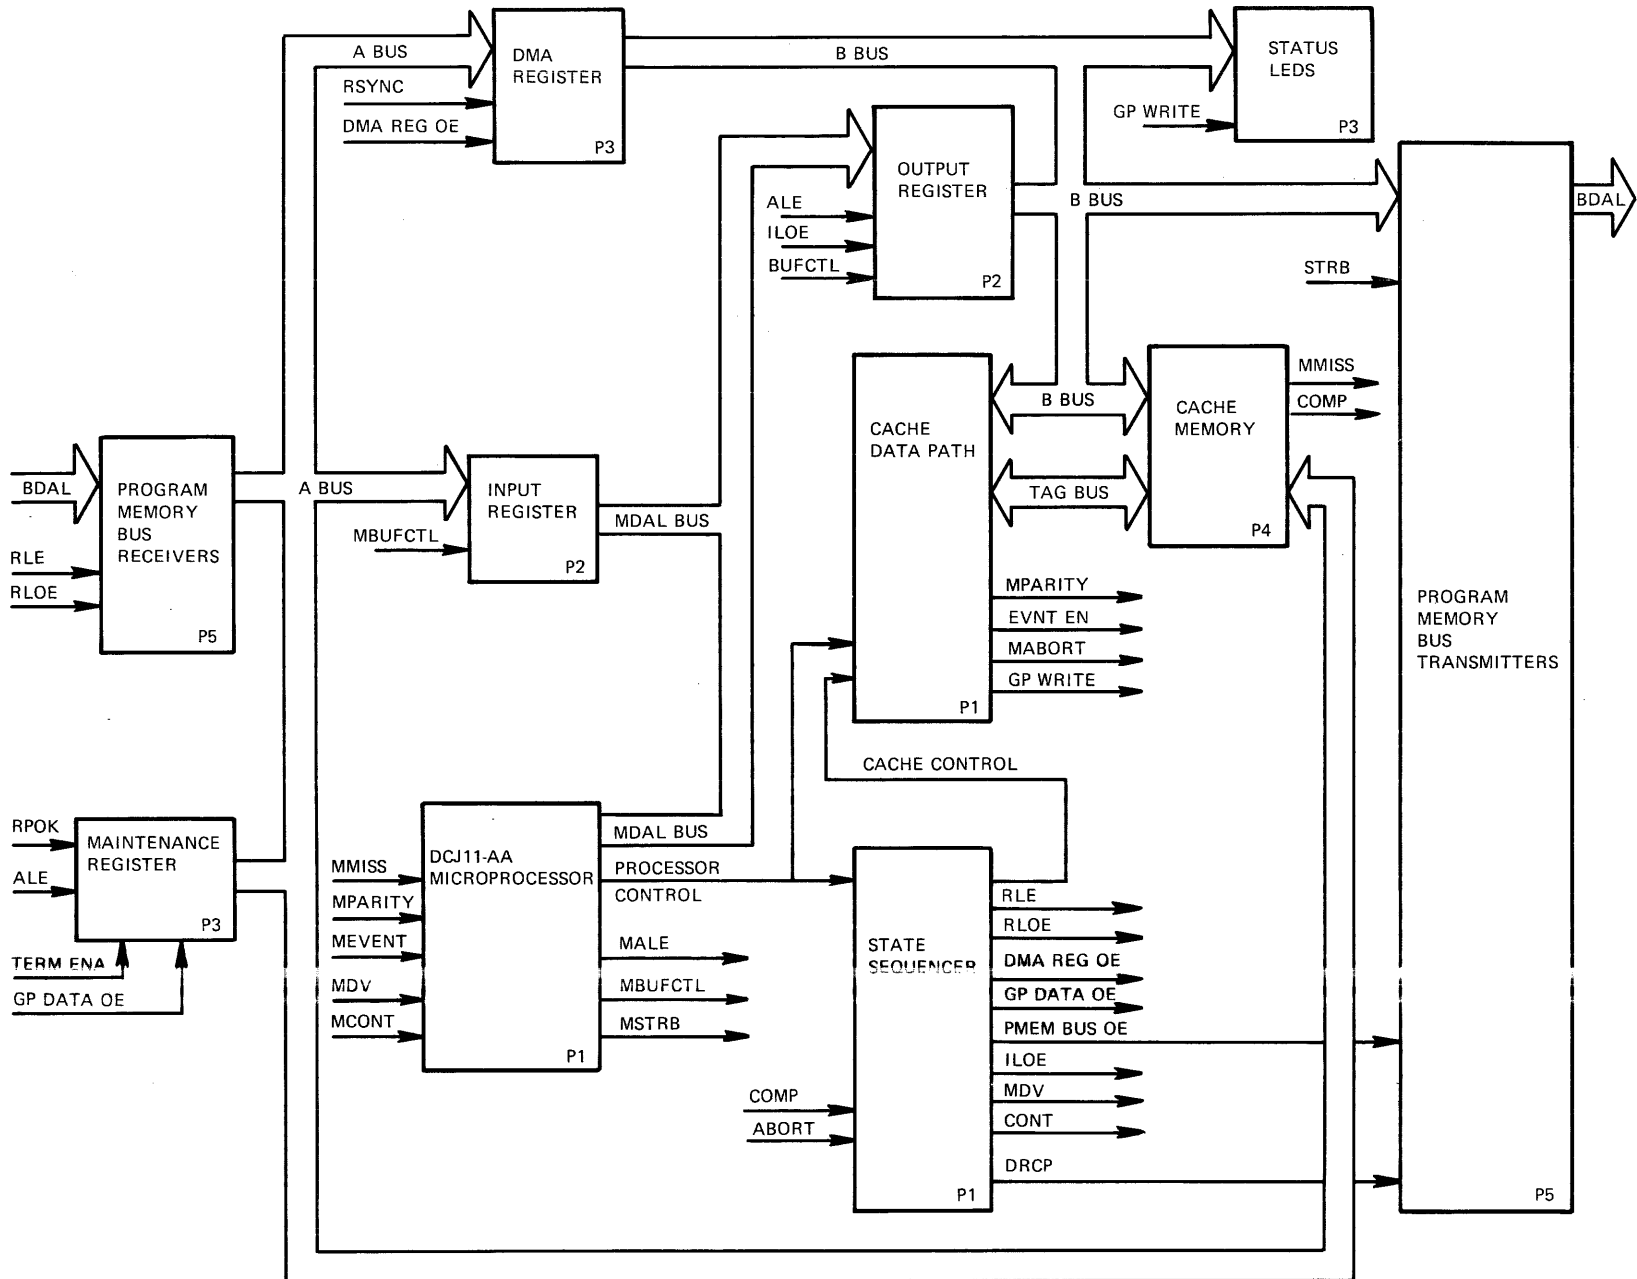 A BUS
DMA
REGISTER
P3
RSYNC
DMA REG OE
B BUS
STATUS
LEDS
P3
GP WRITE
OUTPUT
REGISTER
P2
ALE
ILOE
BUFCTL
B BUS
BDAL
STRB
PROGRAM
MEMORY
BUS
TRANSMITTERS
P5
BDAL
PROGRAM
MEMORY
BUS
RECEIVERS
P5
RLE
RLOE
A BUS
INPUT
REGISTER
P2
MBUFCTL
MDAL BUS
CACHE
DATA PATH
P1
B BUS
TAG BUS
CACHE
MEMORY
P4
MMISS
COMP
MPARITY
EVNT EN
MABORT
GP WRITE
CACHE CONTROL
RPOK
ALE
MAINTENANCE
REGISTER
P3
TERM ENA
GP DATA OE
MMISS
MPARITY
MEVENT
MDV
MCONT
DCJ11-AA
MICROPROCESSOR
P1
MDAL BUS
PROCESSOR
CONTROL
MALE
MBUFCTL
MSTRB
COMP
ABORT
STATE
SEQUENCER
P1
RLE
RLOE
DMA REG OE
GP DATA OE
PMEM BUS OE
ILOE
MDV
CONT
DRCP